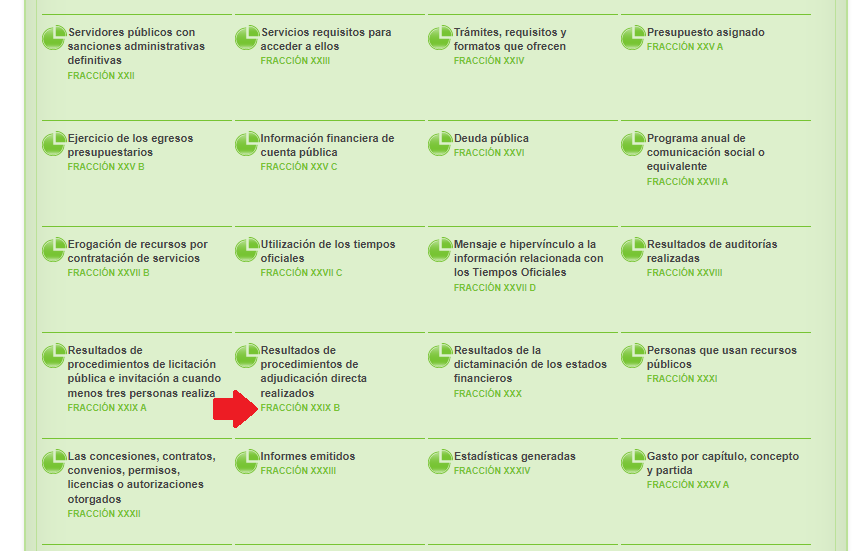 Servidores públicos con
sanciones administrativas
definitivas
FRACCIÓN XXII
Servicios requisitos para
acceder a ellos
FRACCIÓN XXIII
Trámites, requisitos y
formatos que ofrecen
FRACCIÓN XXIV
Presupuesto asignado
FRACCIÓN XXV A
Ejercicio de los egresos
presupuestarios
FRACCIÓN XXV B
Información financiera de
cuenta pública
FRACCIÓN XXV C
Deuda pública
FRACCIÓN XXVI
Programa anual de
comunicación social o
equivalente
FRACCIÓN XXVII A
Erogación de recursos por
contratación de servicios
FRACCIÓN XXVII B
Utilización de los tiempos
oficiales
FRACCIÓN XXVII C
Mensaje e hipervínculo a la
información relacionada con
los Tiempos Oficiales
FRACCIÓN XXVII D
Resultados de auditorías
realizadas
FRACCIÓN XXVIII
Resultados de
procedimientos de licitación
pública e invitación a cuando
menos tres personas realiza
FRACCIÓN XXIX A
Resultados de
procedimientos de
adjudicación directa
realizados
FRACCIÓN XXIX B
Resultados de la
dictaminación de los estados
financieros
FRACCIÓN XXX
Personas que usan recursos
públicos
FRACCIÓN XXXI
Las concesiones, contratos,
convenios, permisos,
licencias o autorizaciones
otorgados
FRACCIÓN XXXII
Informes emitidos
FRACCIÓN XXXIII
Estadísticas generadas
FRACCIÓN XXXIV
Gasto por capítulo, concepto
y partida
FRACCIÓN XXXV A